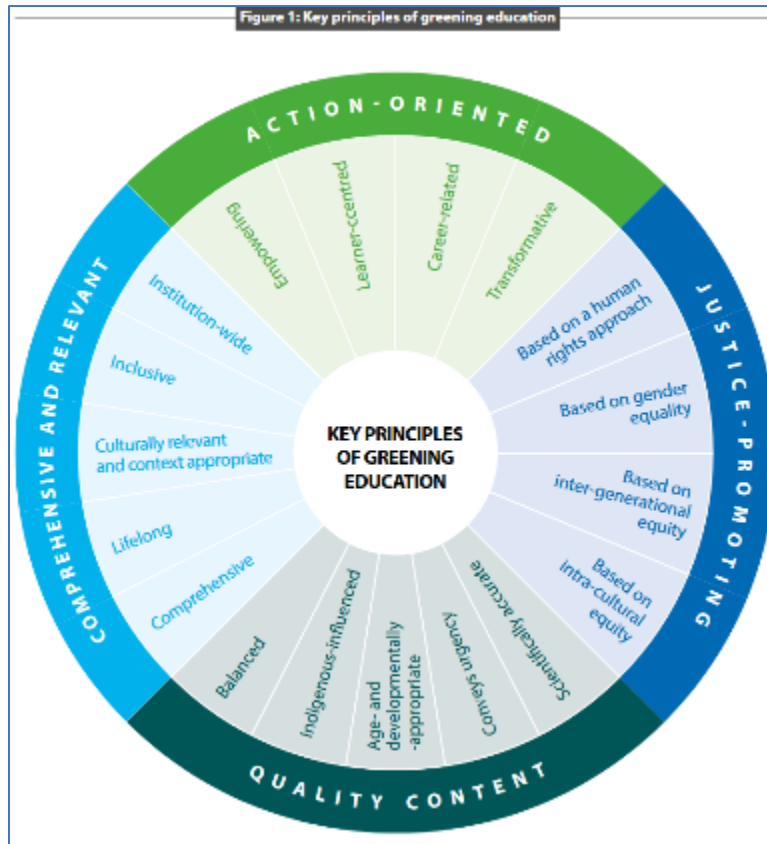 Figure 1: Key principles of greening education
ACTION-ORIENTED
Empowering
Learner-ccentred
Career-related
Transformative
JUSTICE-PROMOTING
Based on a human
rights approach
Based on gender
equality
Based on
inter-generational
equity
Based on
intra-cultural
equity
QUALITY CONTENT
Scientifically accurate
Conveys urgency
Age- and
developmentally
-appropriate
Indigenous-influenced
Balanced
COMPREHENSIVE AND RELEVANT
Comprehensive
Lifelong
Culturally relevant
and context appropriate
Inclusive
Institution-wide
KEY PRINCIPLES
OF GREENING
EDUCATION